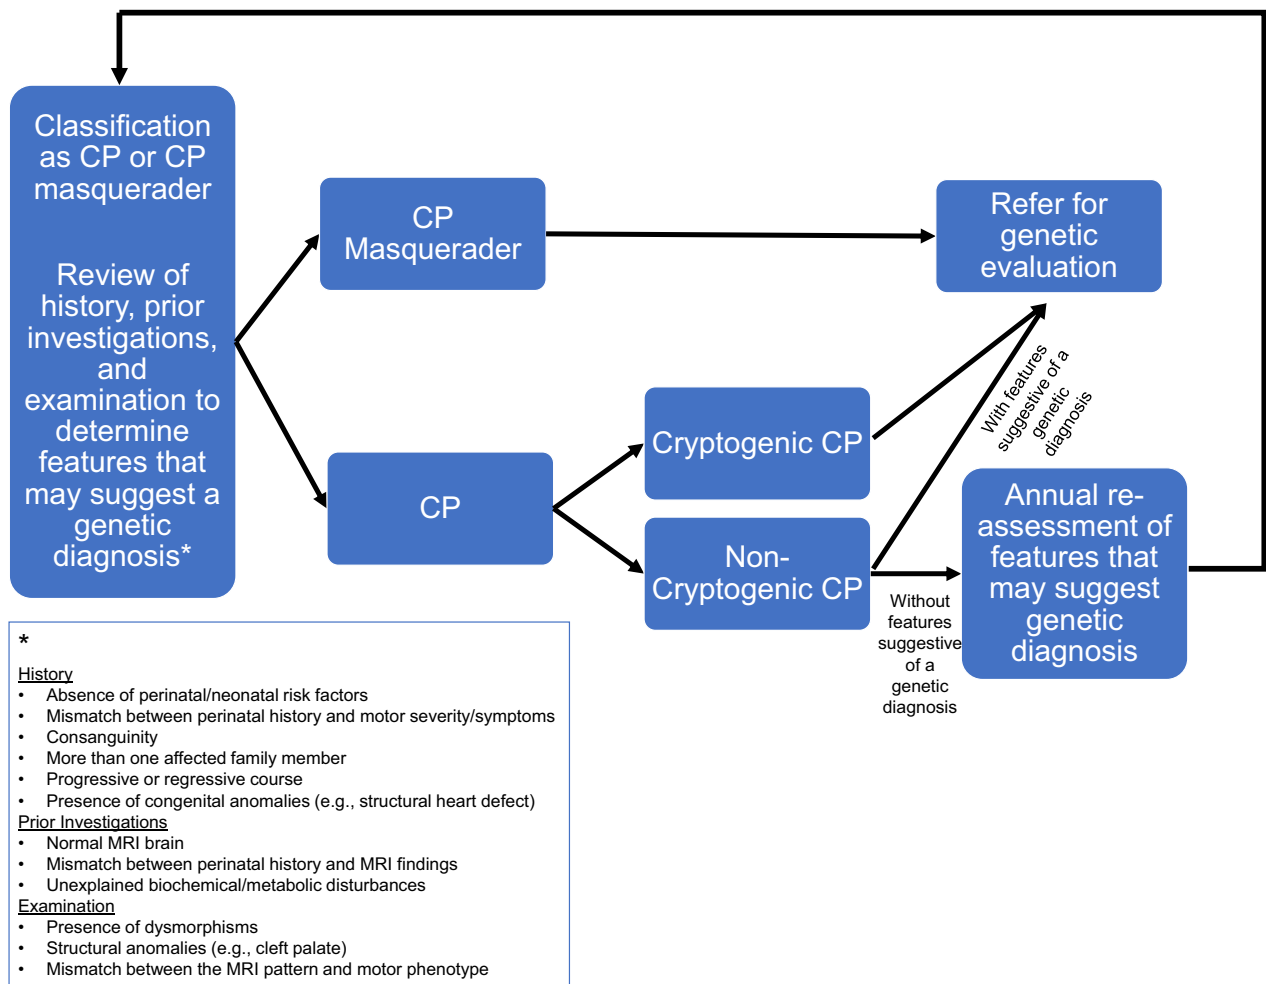 Classification
as CP or CP
masquerader
Review of
history, prior
investigations,
and
examination to
determine
features that
may suggest a
genetic
diagnosis*
CP
Masquerader
Refer for
genetic
evaluation
CP
Cryptogenic CP
Non-
Cryptogenic CP
With features
suggestive of a
genetic
diagnosis
Without
features
suggestive
of a
genetic
diagnosis
Annual re-
assessment of
features that
may suggest
genetic
diagnosis
*
History
• Absence of perinatal/neonatal risk factors
• Mismatch between perinatal history and motor severity/symptoms
• Consanguinity
• More than one affected family member
• Progressive or regressive course
• Presence of congenital anomalies (e.g., structural heart defect)
Prior Investigations
• Normal MRI brain
• Mismatch between perinatal history and MRI findings
• Unexplained biochemical/metabolic disturbances
Examination
• Presence of dysmorphisms
• Structural anomalies (e.g., cleft palate)
• Mismatch between the MRI pattern and motor phenotype